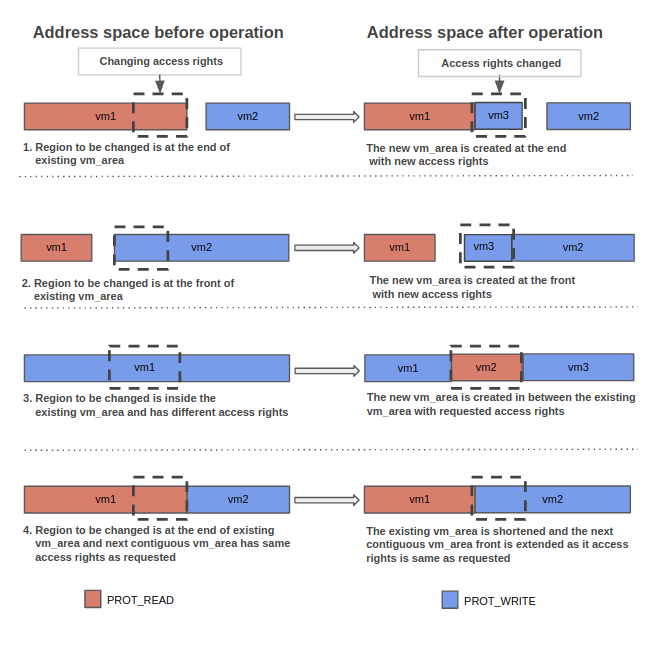 Address space before operation
Address space after operation
Changing access rights
Access rights changed
vm1
vm2
vm1
vm3
vm2
1. Region to be changed is at the end of
existing vm_area
The new vm_area is created at the end
with new access rights
vm1
vm2
vm1
vm3
vm2
2. Region to be changed is at the front of
existing vm_area
The new vm_area is created at the front
with new access rights
vm1
vm1
vm2
vm3
3. Region to be changed is inside the
existing vm_area and has different access rights
The new vm_area is created in between the existing
vm_area with requested access rights
vm1
vm2
vm1
vm2
4. Region to be changed is at the end of existing
vm_area and next contiguous vm_area has same
access rights as requested
The existing vm_area is shortened and the next
contiguous vm_area front is extended as it access
rights is same as requested
PROT_READ
PROT_WRITE